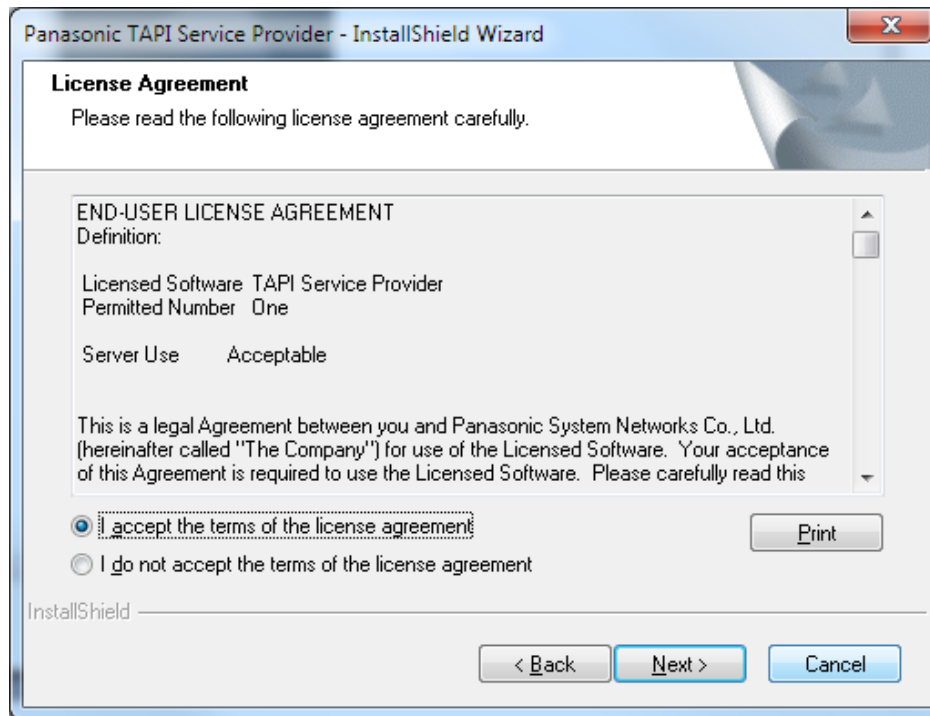 Panasonic TAPI Service Provider - InstallShield Wizard
License Agreement
Please read the following license agreement carefully.
END-USER LICENSE AGREEMENT
Definition:
Licensed Software TAPI Service Provider
Permitted Number One
Server Use Acceptable
This is a legal Agreement between you and Panasonic System Networks Co., Ltd.
(hereinafter called "The Company") for use of the Licensed Software. Your acceptance
of this Agreement is required to use the Licensed Software. Please carefully read this
I accept the terms of the license agreement
Print
I do not accept the terms of the license agreement
InstallShield
< Back Next > Cancel